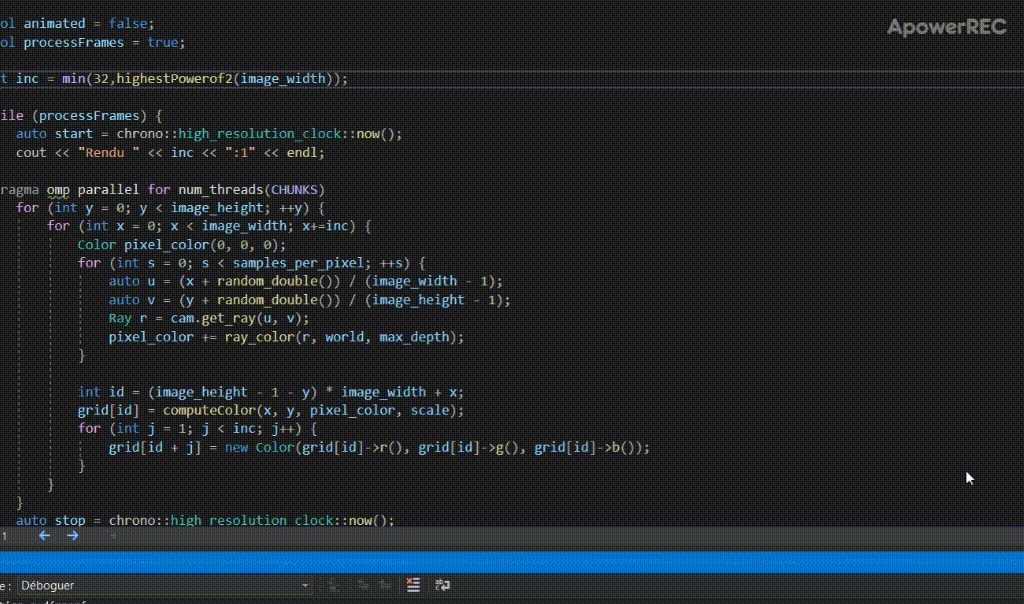 ol animated = false;
ApowerREC
ol processFrames = true;
t inc = min(32,highestPowerof2(image_width));
ile (processFrames) {
auto start = chrono::high_resolution_clock::now();
cout << "Rendu " << inc << ":1" << endl;
ragma omp parallel for num_threads(CHUNKS)
for (int y = 0; y < image_height; ++y) {
for (int x = 0; x < image_width; x+=inc) {
Color pixel_color(0, 0, 0);
for (int s = 0; s < samples_per_pixel; ++s) {
auto u = (x + random_double()) / (image_width - 1);
auto v = (y + random_double()) / (image_height - 1);
Ray r = cam.get_ray(u, v);
pixel_color += ray_color(r, world, max_depth);
}
int id = (image_height - 1 - y) * image_width + x;
grid[id] = computeColor(x, y, pixel_color, scale);
for (int j = 1; j < inc; j++) {
grid[id + j] = new Color(grid[id]->r(), grid[id]->g(), grid[id]->b());
}
}
}
auto stop = chrono::high_resolution_clock::now();
1
e: Déboguer